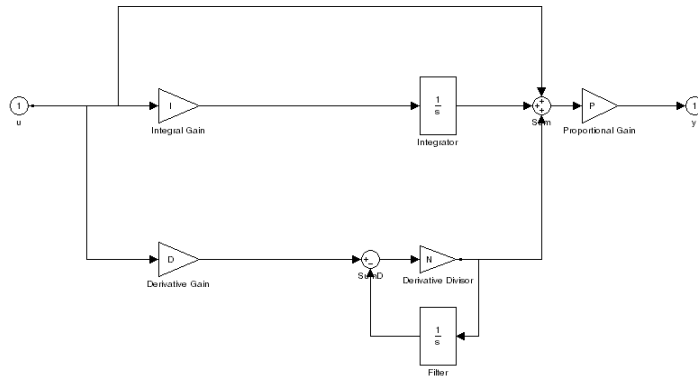 1
u
I
Integral Gain
1
s
Integrator
+
+
+
Sum
P
Proportional Gain
1
y
D
Derivative Gain
+
−
SumD
N
Derivative Divisor
1
s
Filter